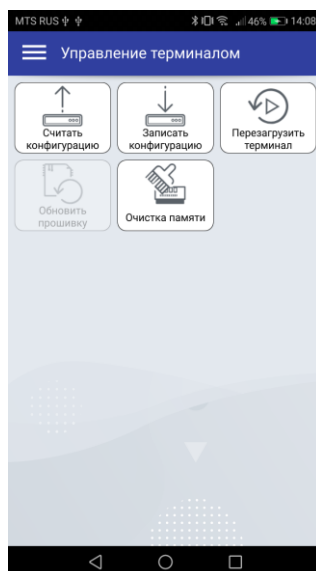 MTS RUS 46% 14:08
Управление терминалом
Считать
конфигурацию
Записать
конфигурацию
Перезагрузить
терминал
Обновить
прошивку
Очистка памяти